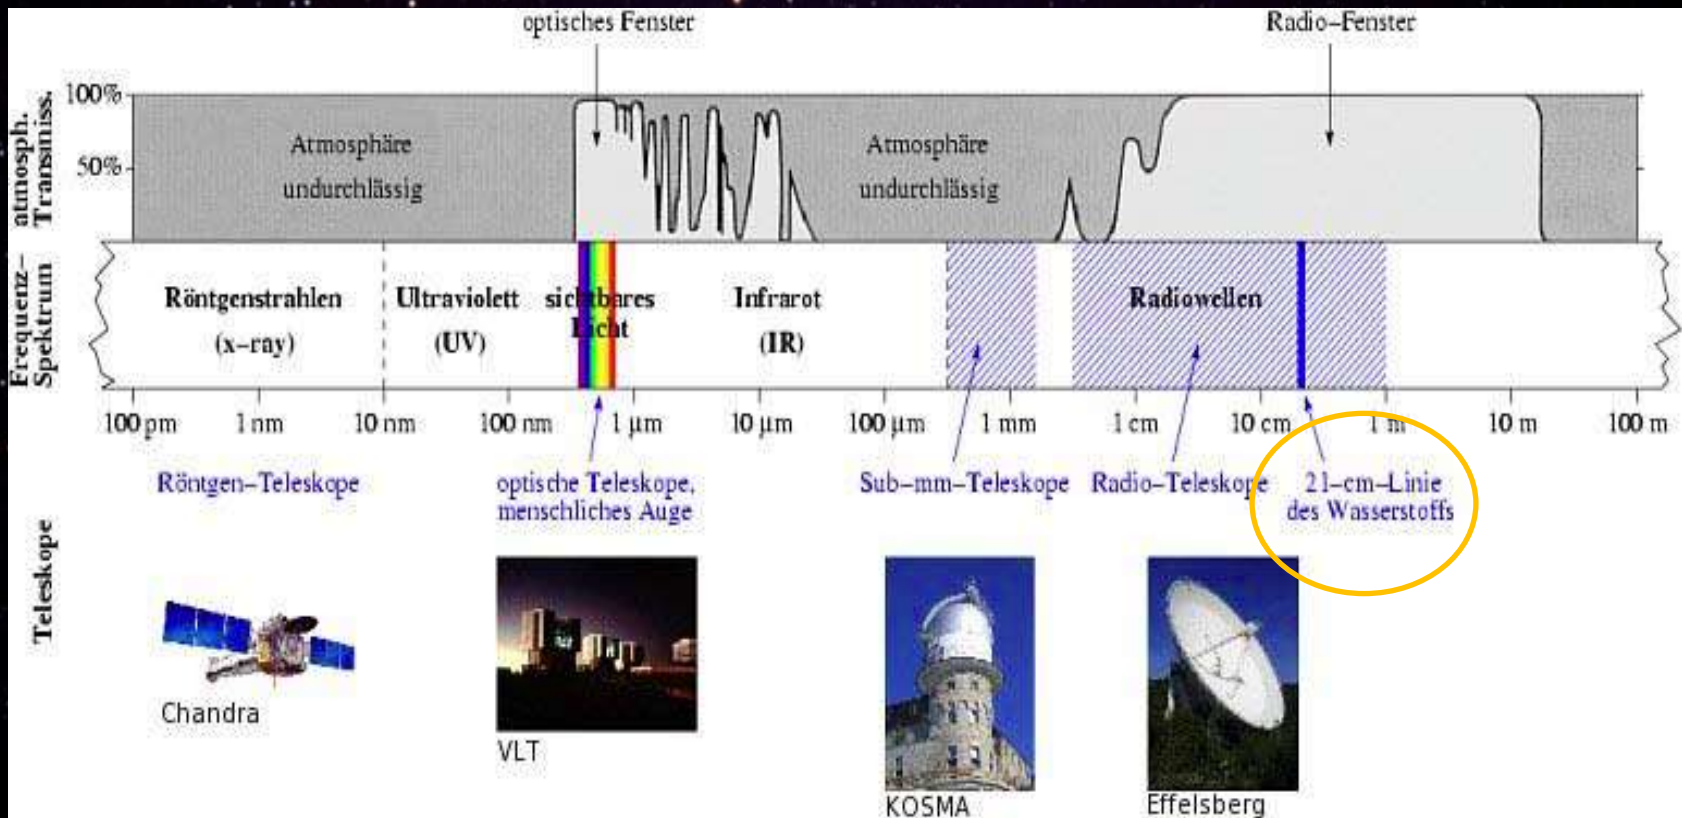 optisches Fenster
Radio–Fenster
atmosph.
Transmiss.
100%
50%
Atmosphäre
undurchlässig
Atmosphäre
undurchlässig
Frequenz–
Spektrum
Röntgenstrahlen
(x–ray)
Ultraviolett
(UV)
sichtbares
Licht
Infrarot
(IR)
Radiowellen
100 pm 1 nm 10 nm 100 nm 1 µm 10 µm 100 µm 1 mm 1 cm 10 cm 1 m 10 m 100 m
Teleskope
Röntgen–Teleskope
optische Teleskope,
menschliches Auge
Sub–mm–Teleskope
Radio–Teleskope
21–cm–Linie
des Wasserstoffs
Chandra
VLT
KOSMA
Effelsberg